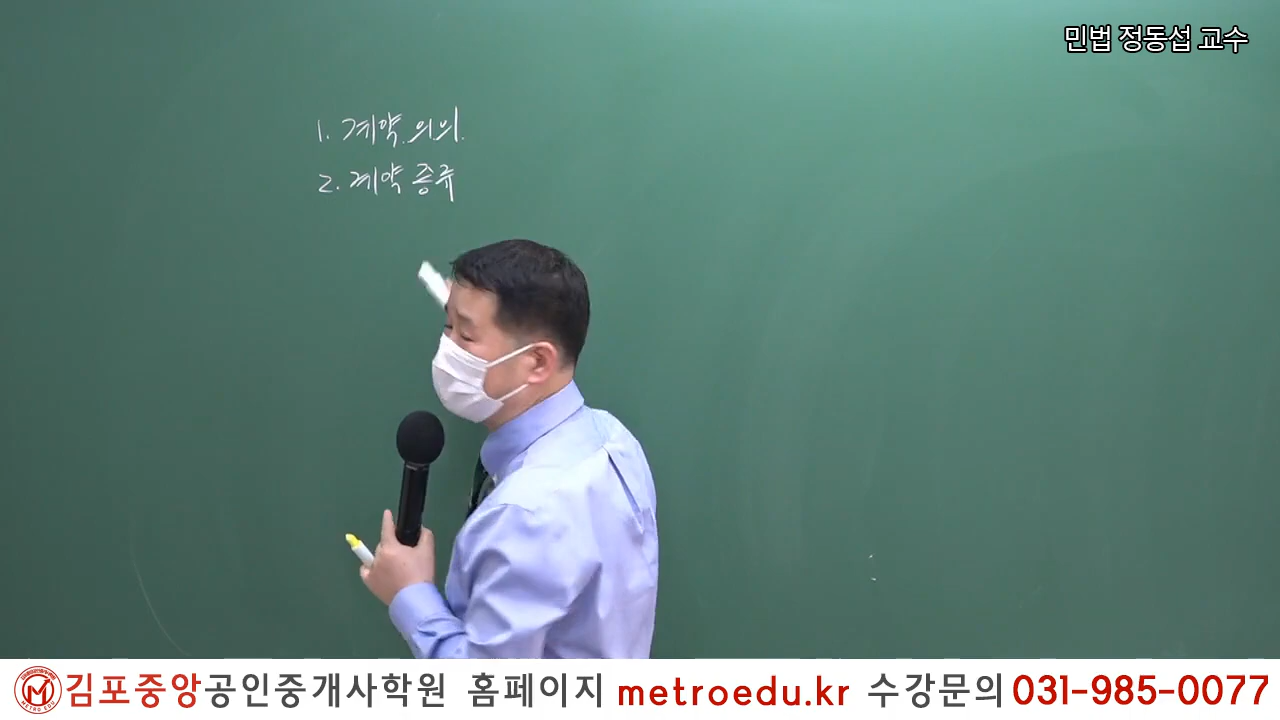 민법 정동섭 교수
1. 계약 의의.
2. 계약 종류
김포중앙공인중개사학원 홈페이지 metroedu.kr 수강문의 031-985-0077
METRO EDU